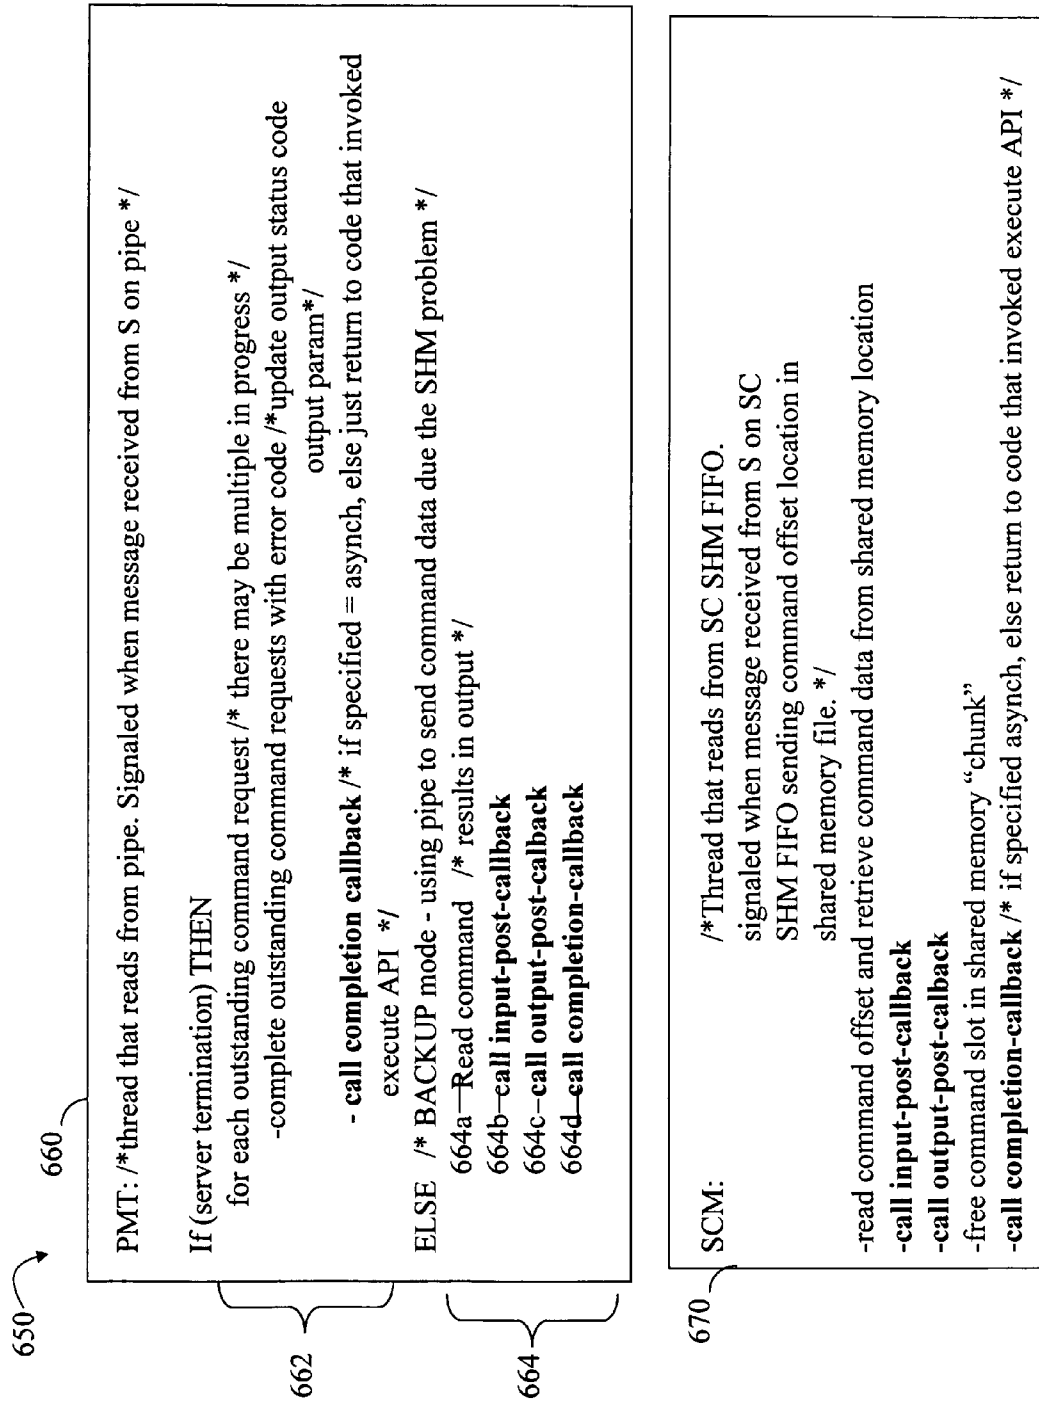 650
660
PMT: /*thread that reads from pipe. Signaled when message received from S on pipe */
If (server termination) THEN
for each outstanding command request /* there may be multiple in progress */
-complete outstanding command requests with error code /*update output status code
output param*/
- call completion callback /* if specified = asynch, else just return to code that invoked
execute API */
662
ELSE /* BACKUP mode - using pipe to send command data due the SHM problem */
664a—Read command /* results in output */
664b—call input-post-callback
664c–call output-post-calback
664d—call completion-callback
664
670
SCM:
/*Thread that reads from SC SHM FIFO.
signaled when message received from S on SC
SHM FIFO sending command offset location in
shared memory file. */
-read command offset and retrieve command data from shared memory location
-call input-post-callback
-call output-post-calback
-free command slot in shared memory “chunk”
-call completion-callback /* if specified asynch, else return to code that invoked execute API */